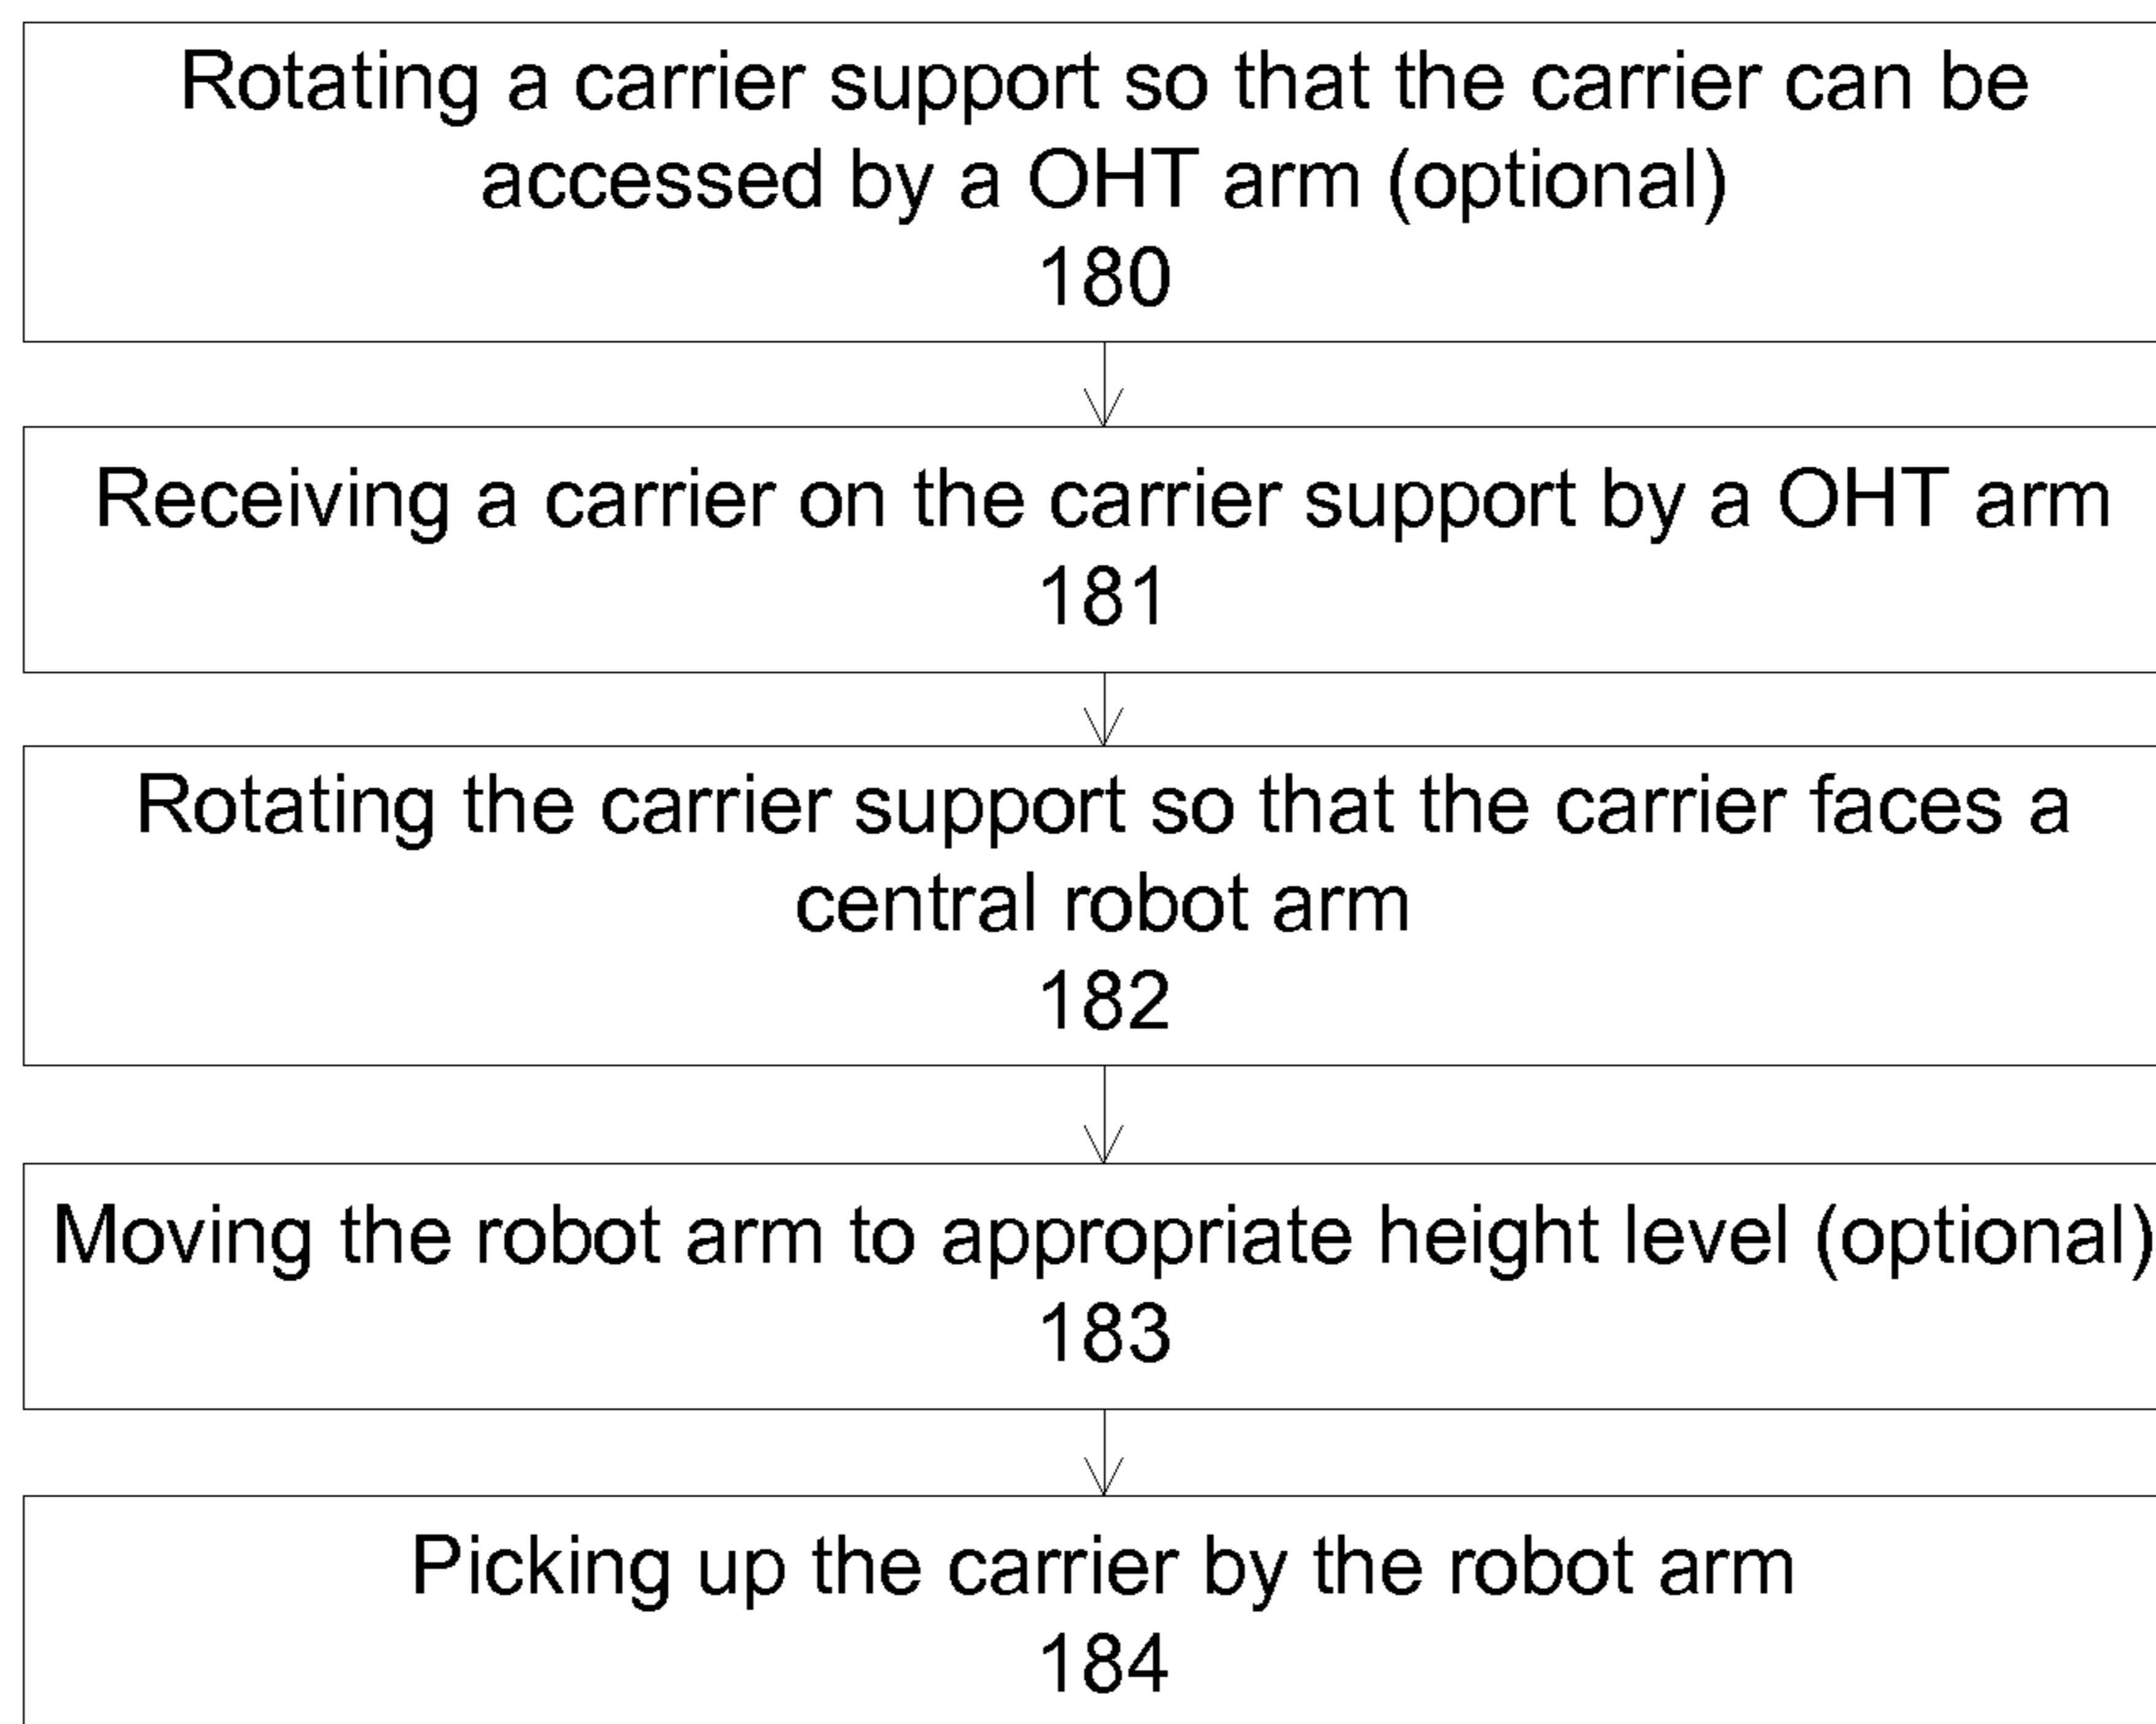 Rotating a carrier support so that the carrier can be
accessed by a OHT arm (optional)
180
Receiving a carrier on the carrier support by a OHT arm
181
Rotating the carrier support so that the carrier faces a
central robot arm
182
Moving the robot arm to appropriate height level (optional)
183
Picking up the carrier by the robot arm
184